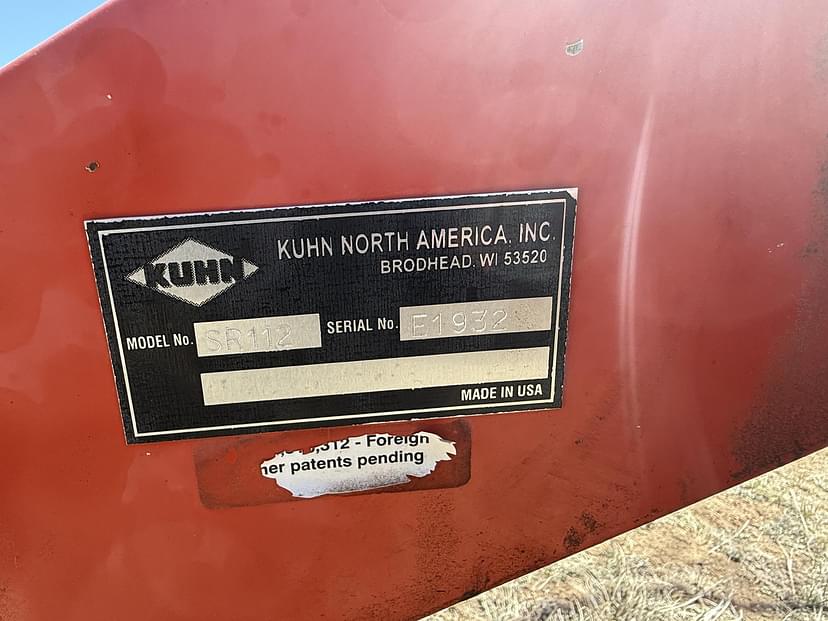 KUHN
KUHN NORTH AMERICA, INC.
BRODHEAD, WI 53520
MODEL No. SR112 SERIAL No. E1932
MADE IN USA
,312 - Foreign
her patents pending